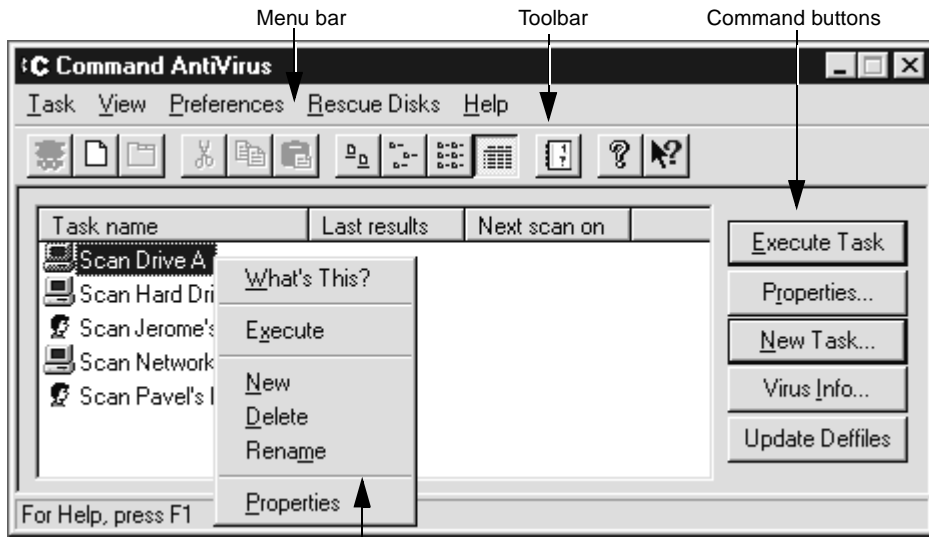 Menu bar Toolbar Command buttons
Command AntiVirus
Task View Preferences Rescue Disks Help
Task name Last results Next scan on
Scan Drive A
Scan Hard Dri
Scan Jerome's
Scan Network
Scan Pavel's
What's This?
Execute
New
Delete
Rename
Properties
Execute Task
Properties...
New Task...
Virus Info...
Update Deffiles
For Help, press F1